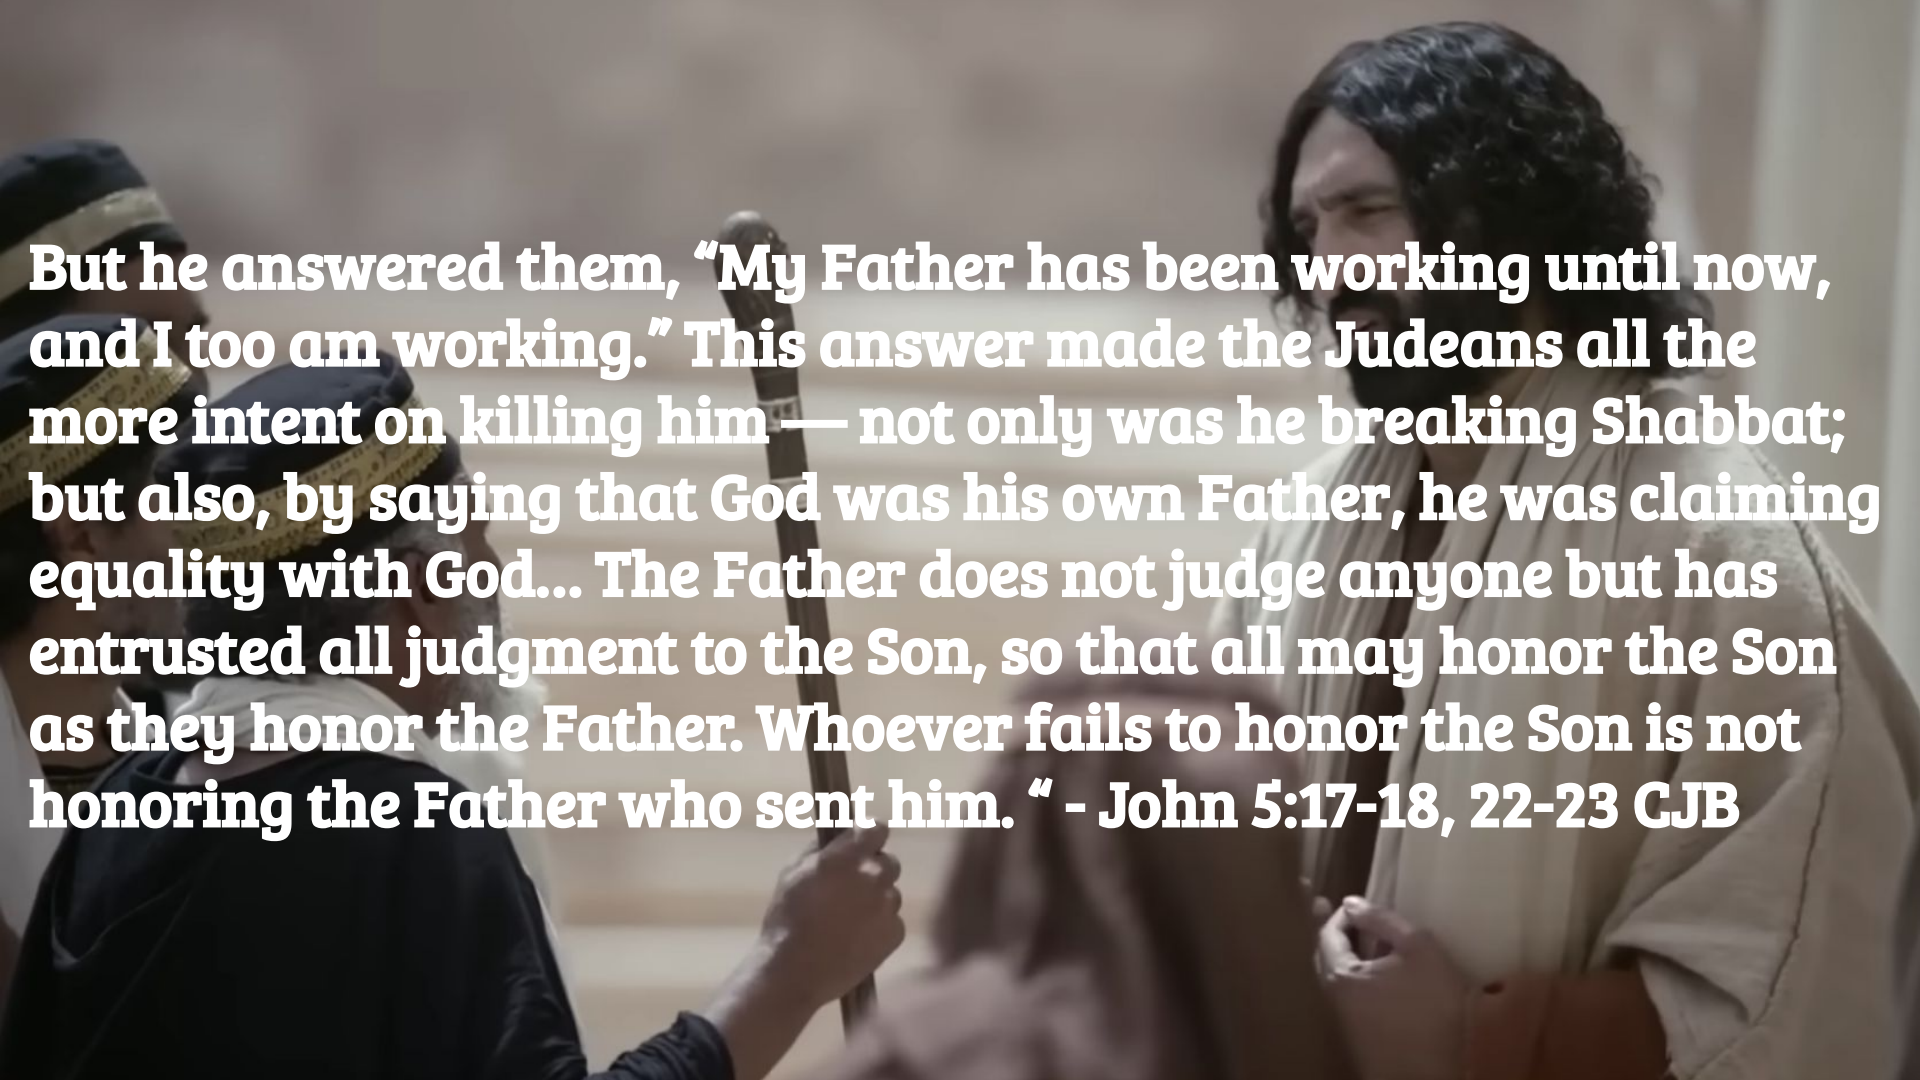 But he answered them, “My Father has been working until now,
and I too am working.” This answer made the Judeans all the
more intent on killing him — not only was he breaking Shabbat;
but also, by saying that God was his own Father, he was claiming
equality with God... The Father does not judge anyone but has
entrusted all judgment to the Son, so that all may honor the Son
as they honor the Father. Whoever fails to honor the Son is not
honoring the Father who sent him. “ - John 5:17-18, 22-23 CJB